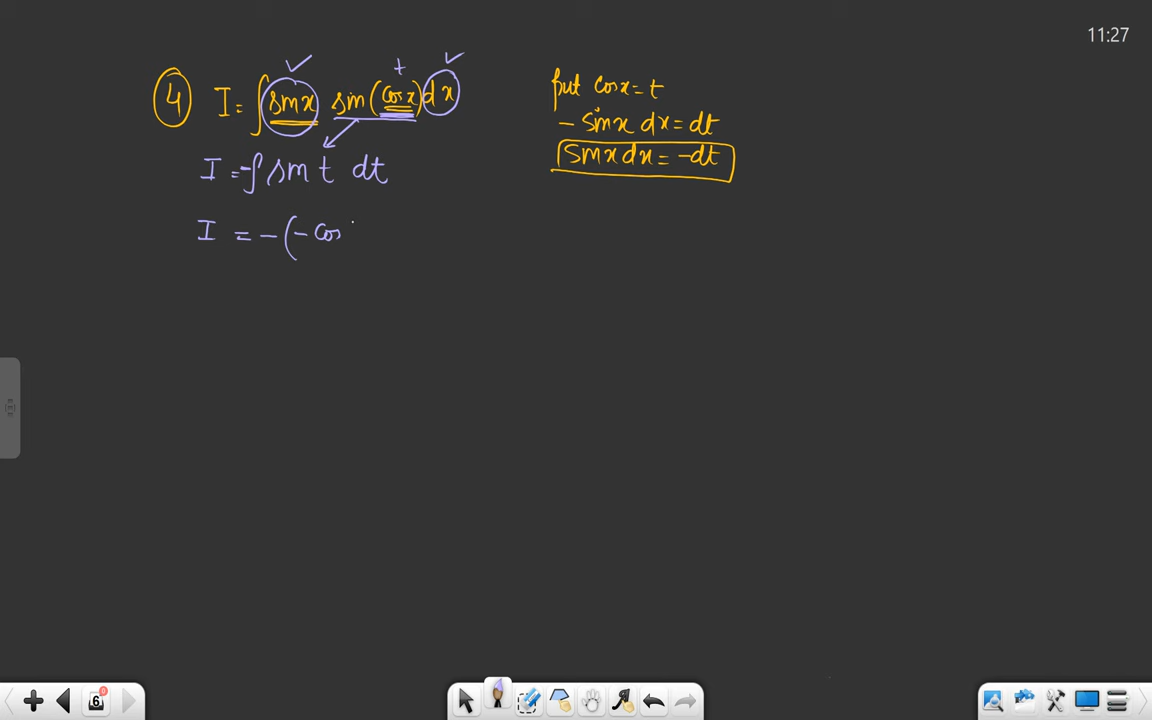 11:27
④ I = ∫ sinx sin(cosx) dx
t
I = -∫ sin t dt
I = -(-cos
put cosx = t
- sinx dx = dt
sinx dx = -dt
6
0